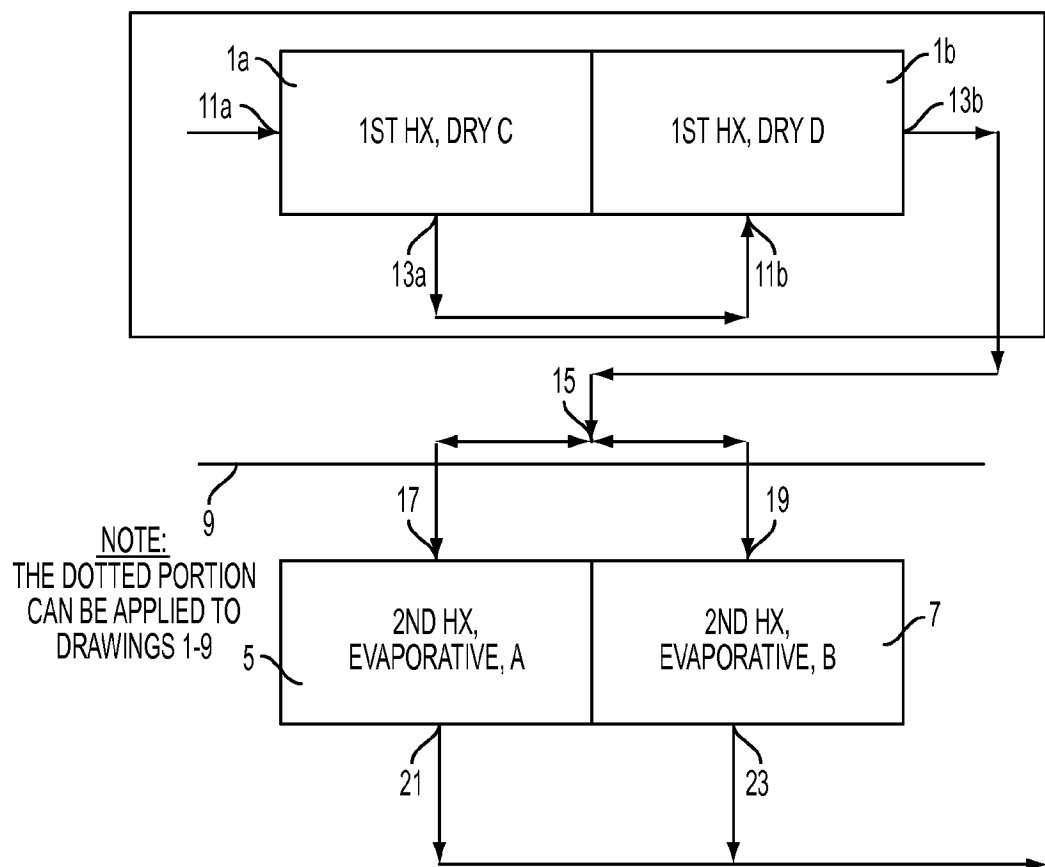 1a
1b
11a
13b
1ST HX, DRY C
1ST HX, DRY D
13a
11b
15
9
17
19
NOTE:
THE DOTTED PORTION
CAN BE APPLIED TO
DRAWINGS 1-9
5
2ND HX,
EVAPORATIVE, A
2ND HX,
EVAPORATIVE, B
7
21
23